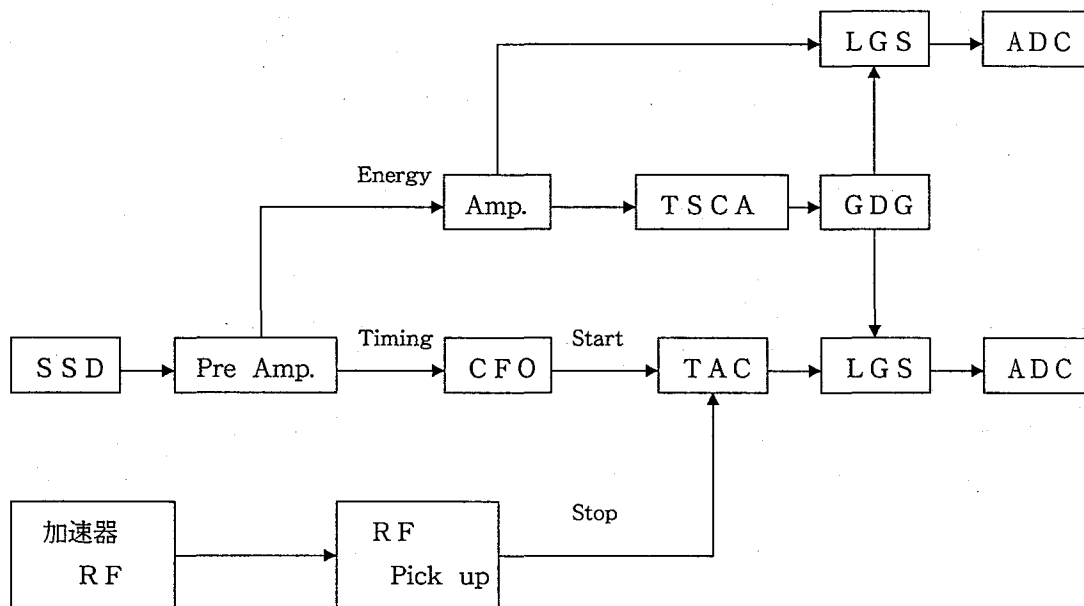 LGS
ADC
Energy
Amp.
TSCA
GDG
SSD
Pre Amp.
Timing
CFO
Start
TAC
LGS
ADC
加速器
RF
RF
Pick up
Stop